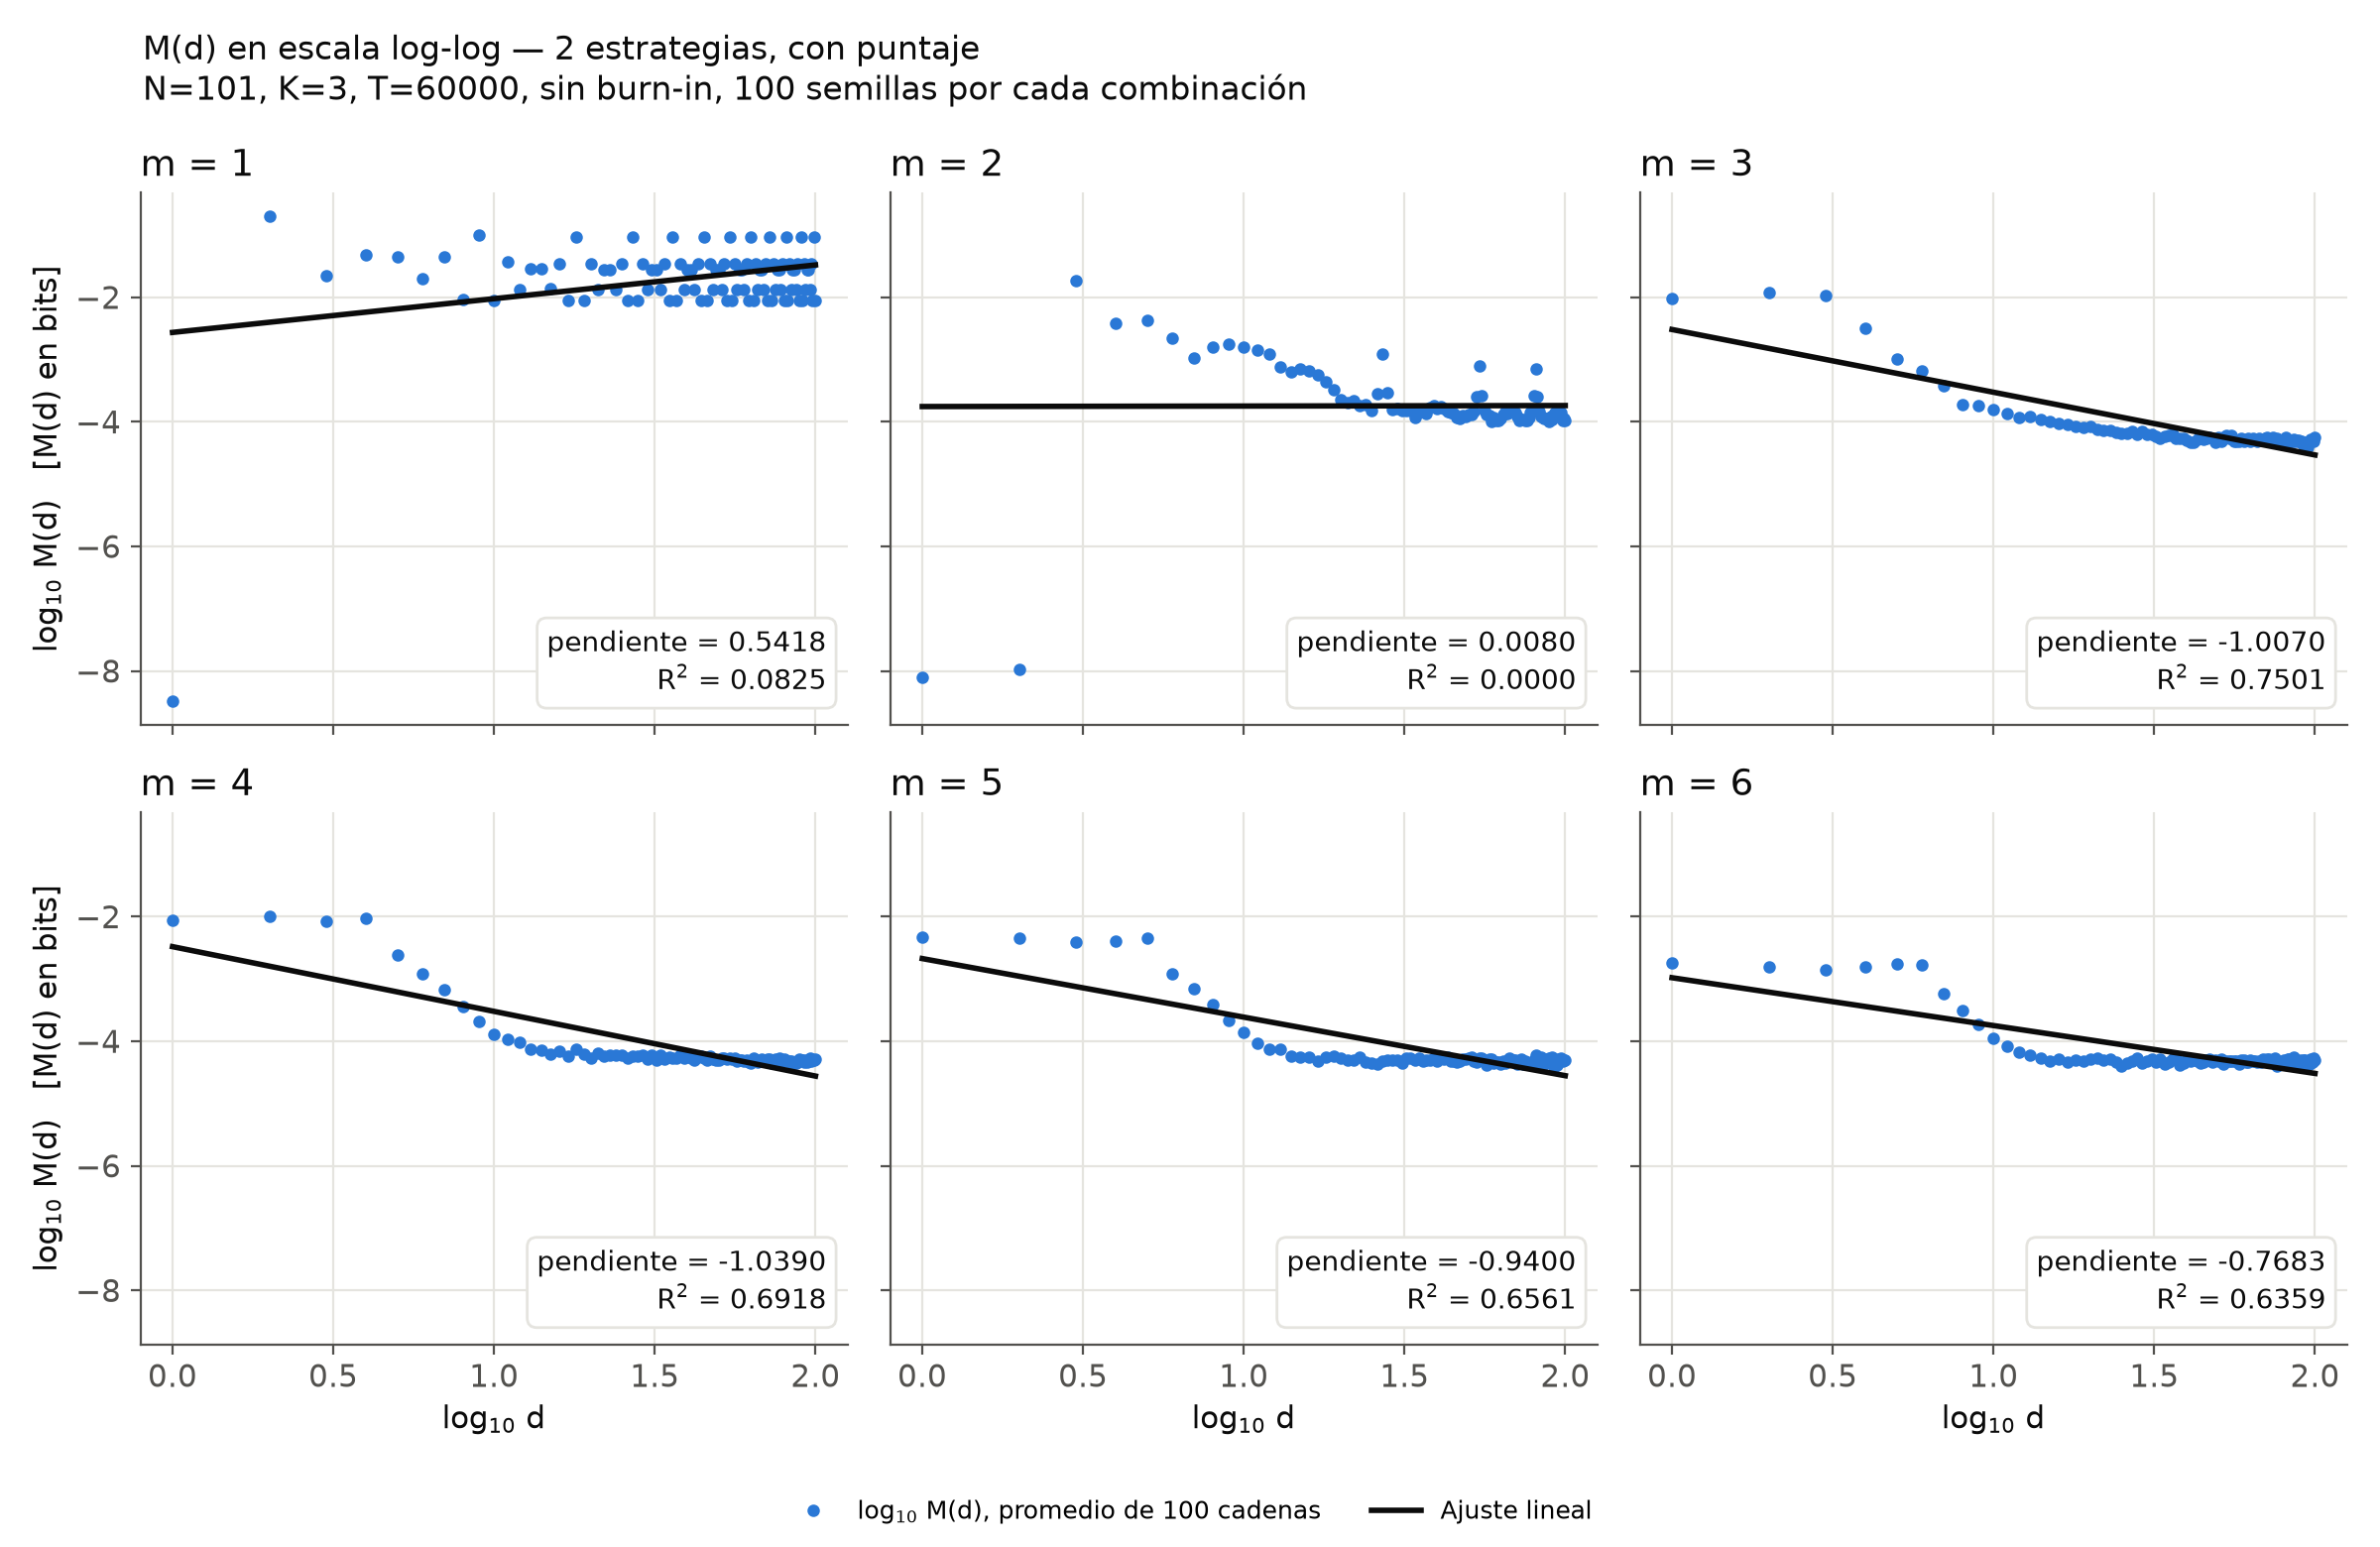 M(d) en escala log-log — 2 estrategias, con puntaje
N=101, K=3, T=60000, sin burn-in, 100 semillas por cada combinación
m = 1
m = 2
m = 3
log₁₀ M(d)   [M(d) en bits]
−2
−4
−6
−8
pendiente = 0.5418
R² = 0.0825
pendiente = 0.0080
R² = 0.0000
pendiente = -1.0070
R² = 0.7501
m = 4
m = 5
m = 6
log₁₀ M(d)   [M(d) en bits]
−2
−4
−6
−8
pendiente = -1.0390
R² = 0.6918
pendiente = -0.9400
R² = 0.6561
pendiente = -0.7683
R² = 0.6359
0.0 0.5 1.0 1.5 2.0
0.0 0.5 1.0 1.5 2.0
0.0 0.5 1.0 1.5 2.0
log₁₀ d
log₁₀ d
log₁₀ d
log₁₀ M(d), promedio de 100 cadenas
Ajuste lineal